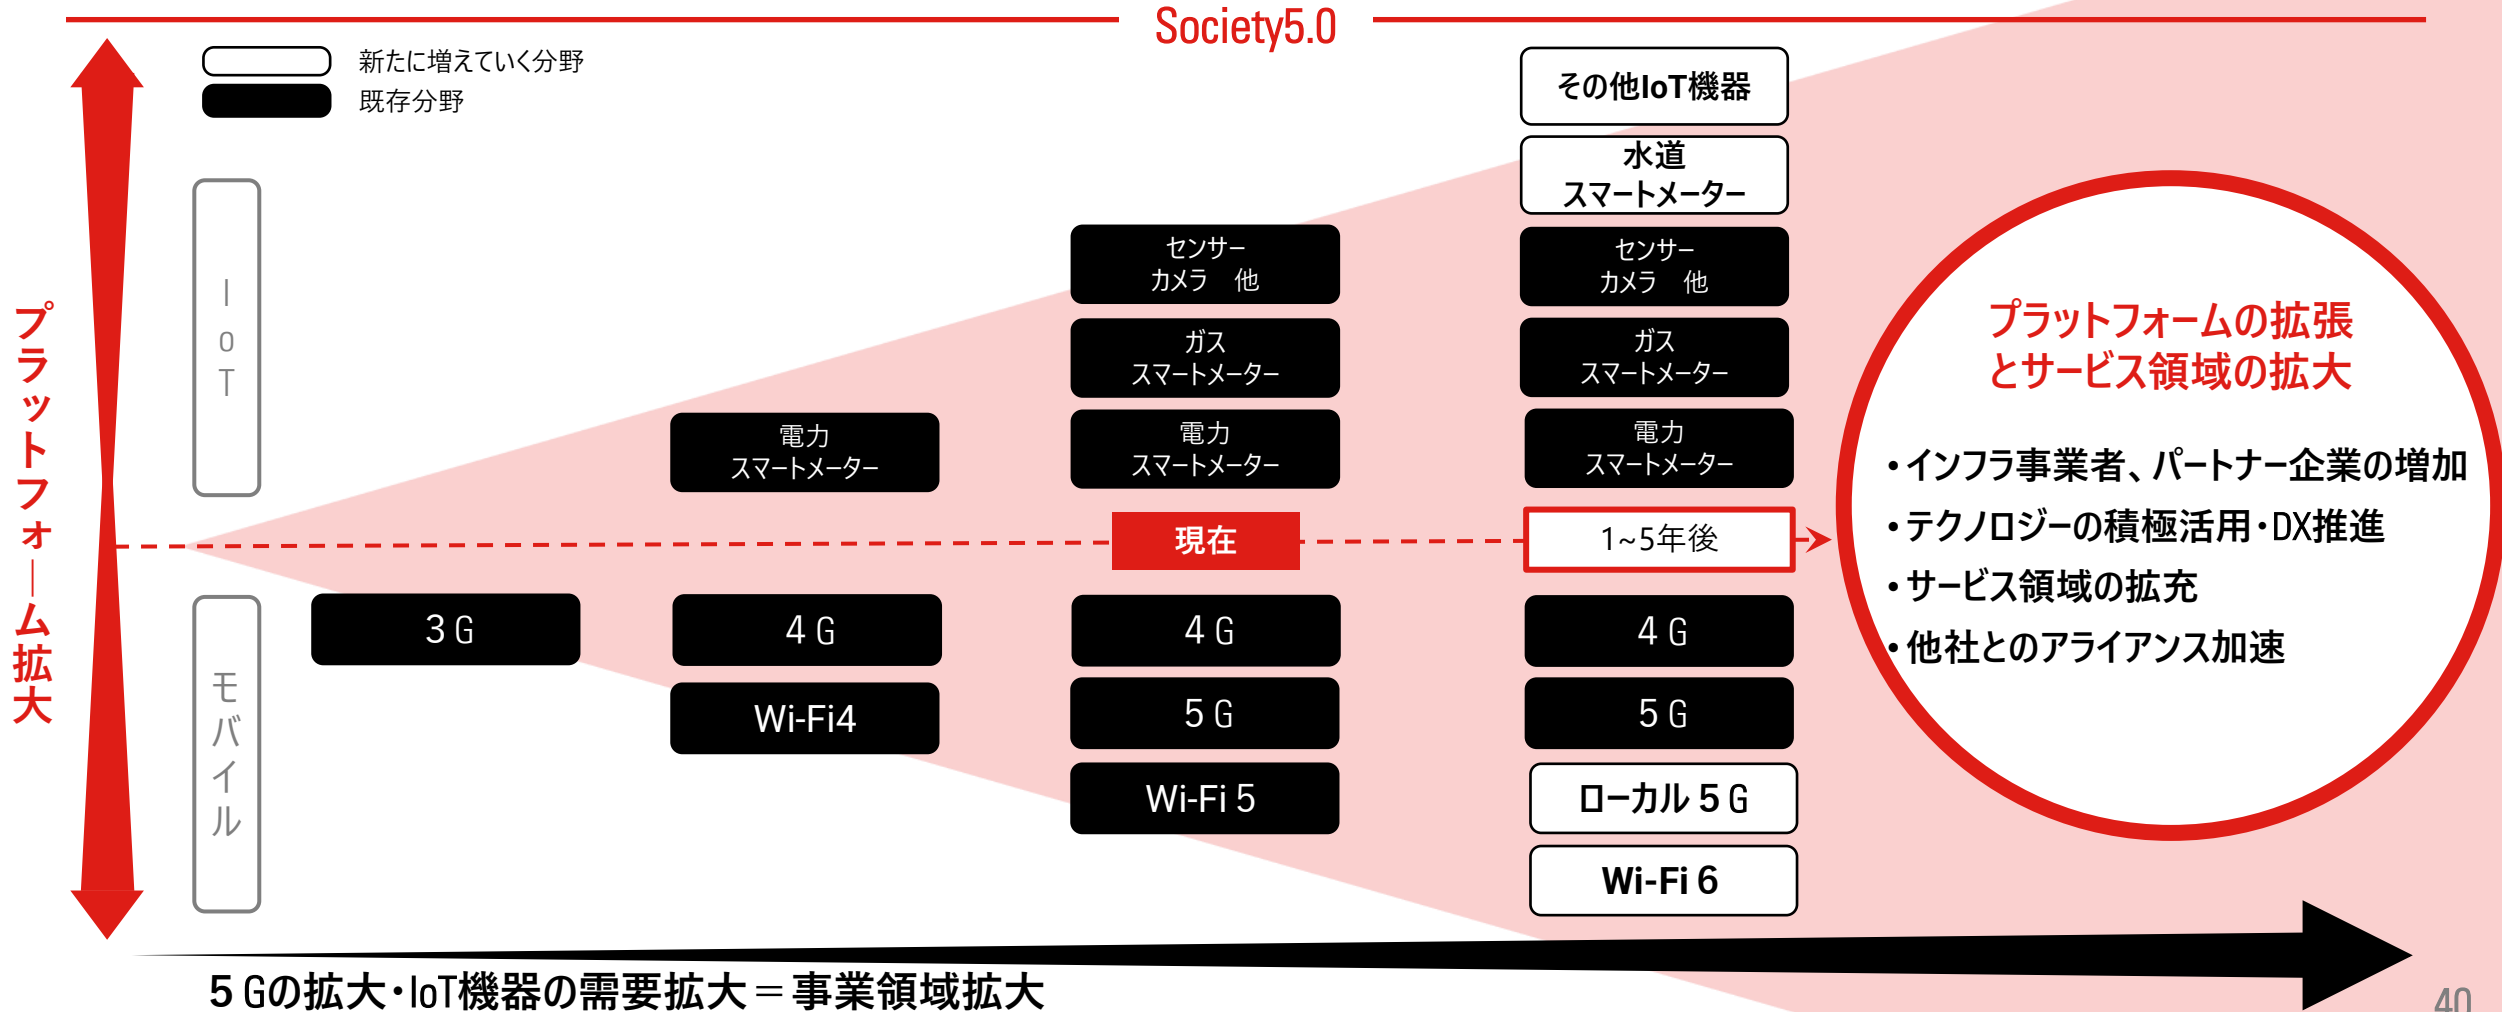 Society5.0
新たに増えていく分野
既存分野
プラットフォーム拡大
IoT
モバイル
3G
電力
スマートメーター
4G
Wi-Fi4
センサー
カメラ　他
ガス
スマートメーター
電力
スマートメーター
現在
4G
5G
Wi-Fi5
その他IoT機器
水道
スマートメーター
センサー
カメラ　他
ガス
スマートメーター
電力
スマートメーター
1~5年後
4G
5G
ローカル5G
Wi-Fi6
プラットフォームの拡張
とサービス領域の拡大
・インフラ事業者、パートナー企業の増加
・テクノロジーの積極活用・DX推進
・サービス領域の拡充
・他社とのアライアンス加速
5Gの拡大・IoT機器の需要拡大＝事業領域拡大
40